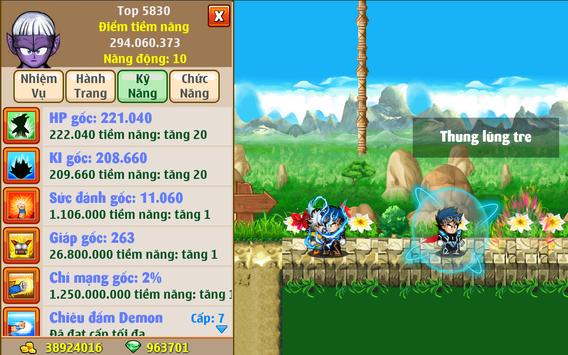 Top 5830
Điểm tiềm năng
294.060.373
Năng động: 10
X
Nhiệm Vụ
Hành Trang
Kỹ Năng
Chức Năng
HP gốc: 221.040
222.040 tiềm năng: tăng 20
KI gốc: 208.660
209.660 tiềm năng: tăng 20
Sức đánh gốc: 11.060
1.106.000 tiềm năng: tăng 1
Giáp gốc: 263
26.800.000 tiềm năng: tăng 1
Chí mạng gốc: 2%
1.250.000.000 tiềm năng: tăng
Chiêu đấm Demon Cấp: 7
Đã đạt cấp tối đa
38924016 963701
Thung lũng tre